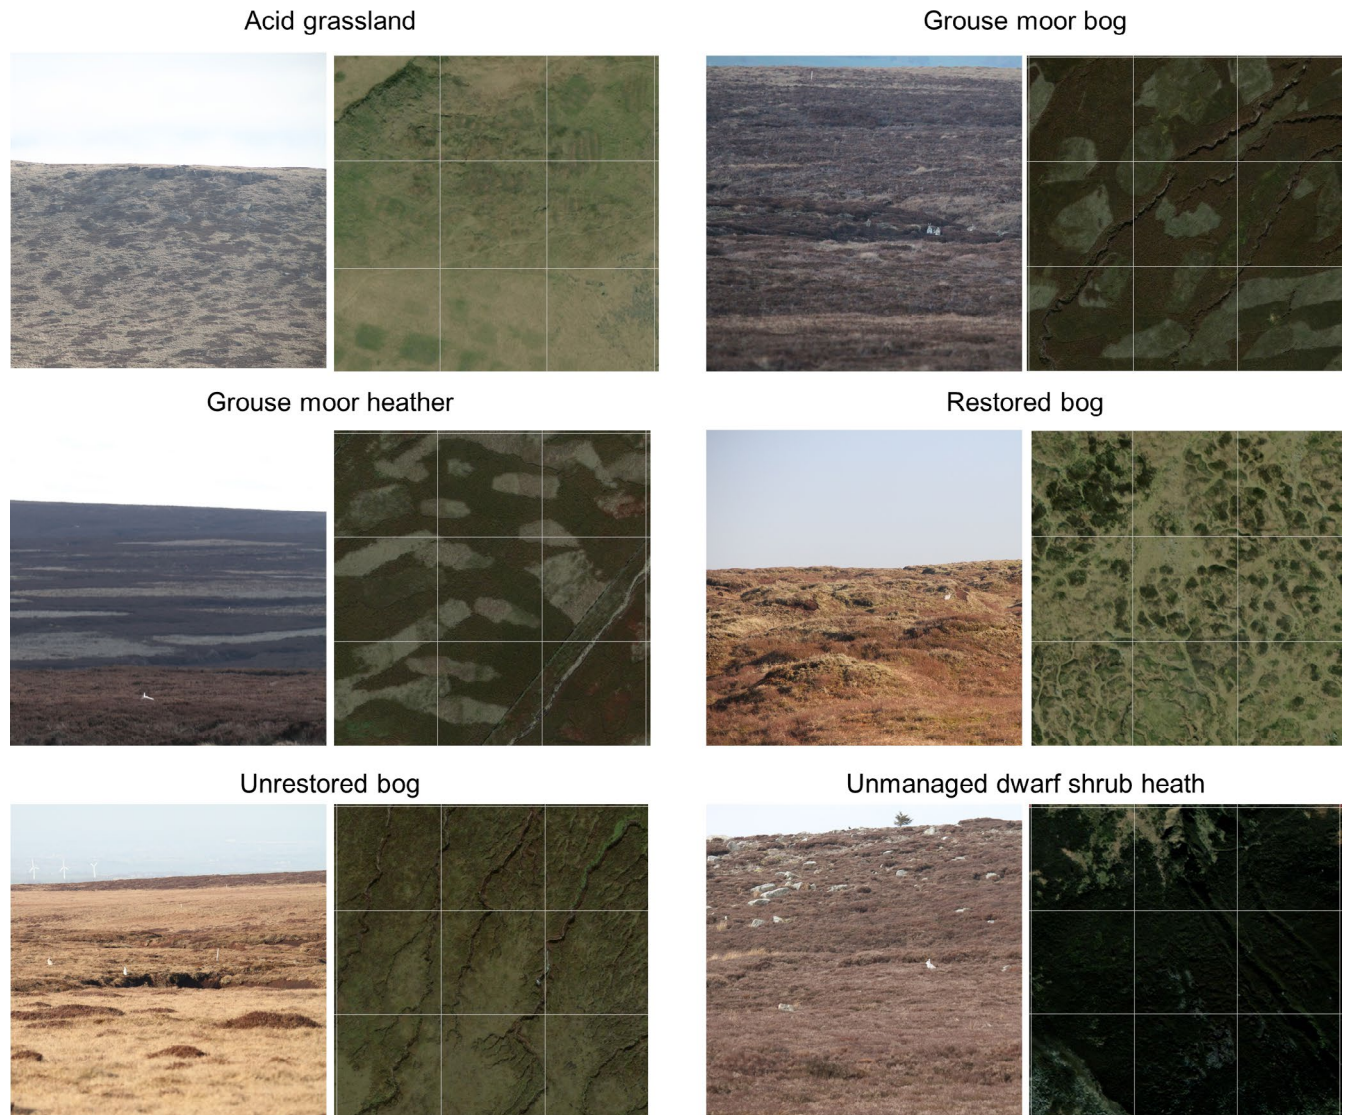 Acid grassland
Grouse moor bog
Grouse moor heather
Restored bog
Unrestored bog
Unmanaged dwarf shrub heath